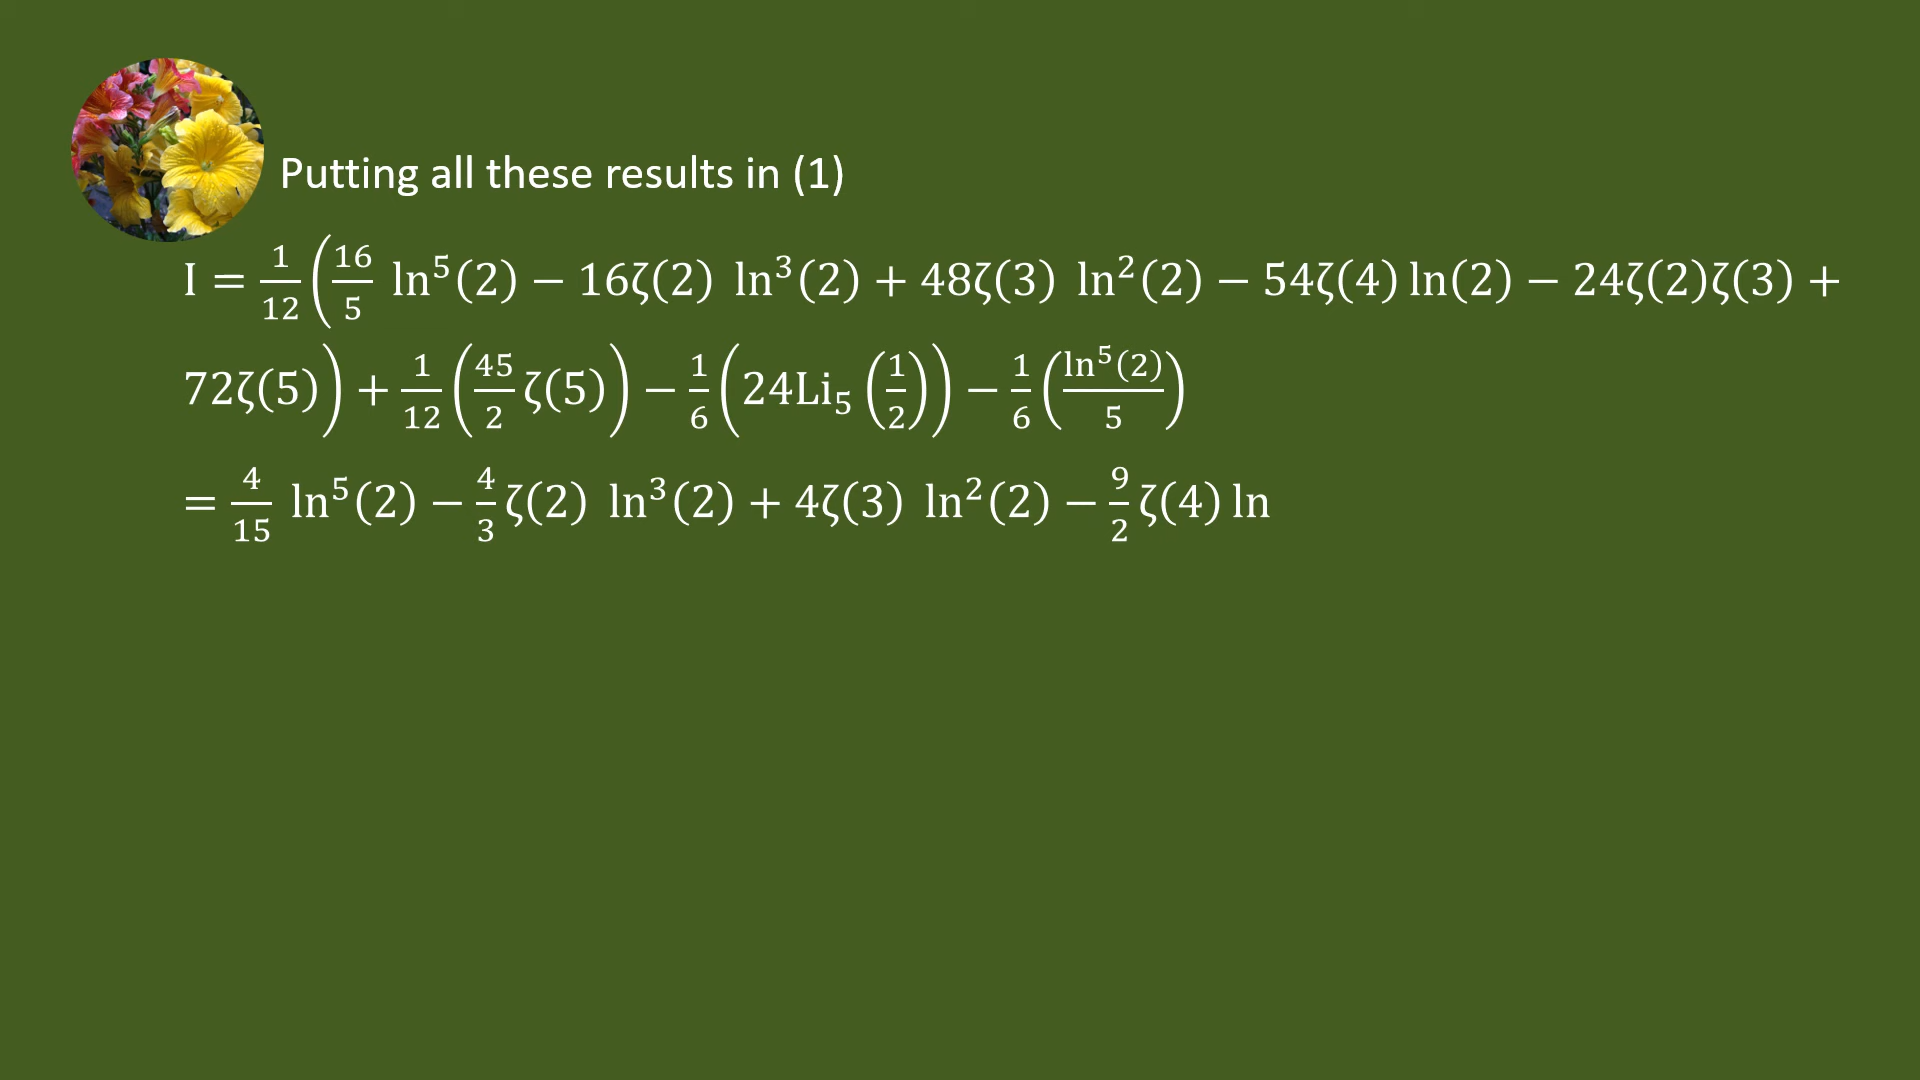 Putting all these results in (1)
I = 1/12 (16/5 ln⁵(2) − 16ζ(2) ln³(2) + 48ζ(3) ln²(2) − 54ζ(4) ln(2) − 24ζ(2)ζ(3) +
72ζ(5)) + 1/12 (45/2 ζ(5)) − 1/6 (24Li₅ (1/2)) − 1/6 (ln⁵(2)/5)
= 4/15 ln⁵(2) − 4/3 ζ(2) ln³(2) + 4ζ(3) ln²(2) − 9/2 ζ(4) ln